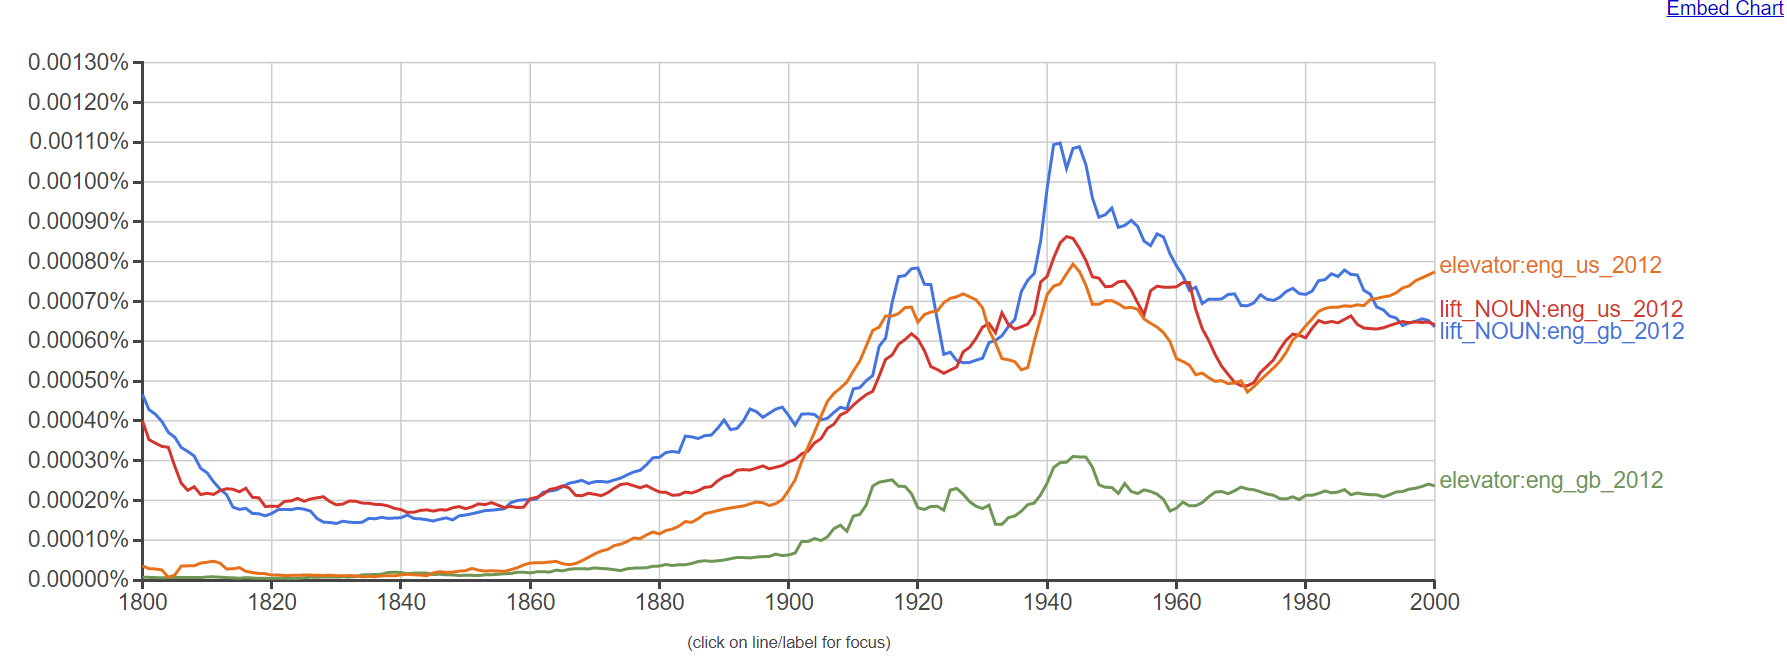 Embed Chart
0.00130%
0.00120%
0.00110%
0.00100%
0.00090%
0.00080%
elevator:eng_us_2012
0.00070%
lift_NOUN:eng_us_2012
lift_NOUN:eng_gb_2012
0.00060%
0.00050%
0.00040%
0.00030%
elevator:eng_gb_2012
0.00020%
0.00010%
0.00000%
1800 1820 1840 1860 1880 1900 1920 1940 1960 1980 2000
(click on line/label for focus)